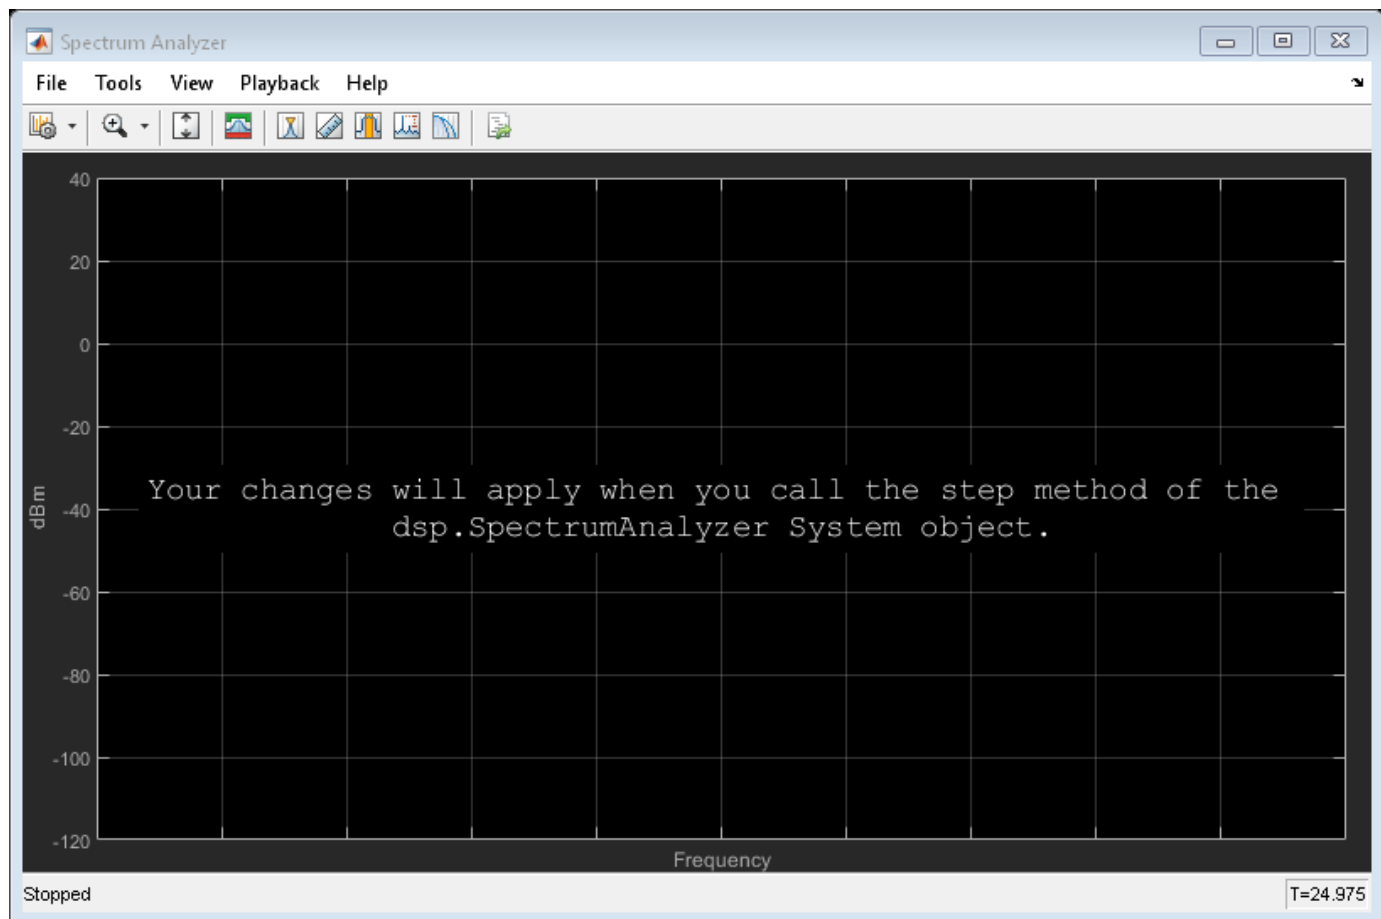 Spectrum Analyzer
File Tools View Playback Help
40
20
0
-20
-40
-60
-80
-100
-120
dBm
Your changes will apply when you call the step method of the
dsp.SpectrumAnalyzer System object.
Frequency
Stopped
T=24.975